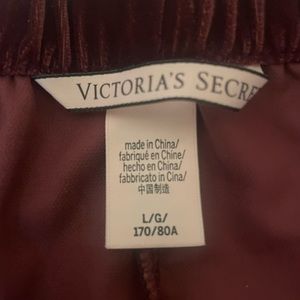 VICTORIA'S SECRE
made in China/
fabriqué en Chine/
hecho en China/
fabbricato in Cina/
中国制造
L/G/
170/80A